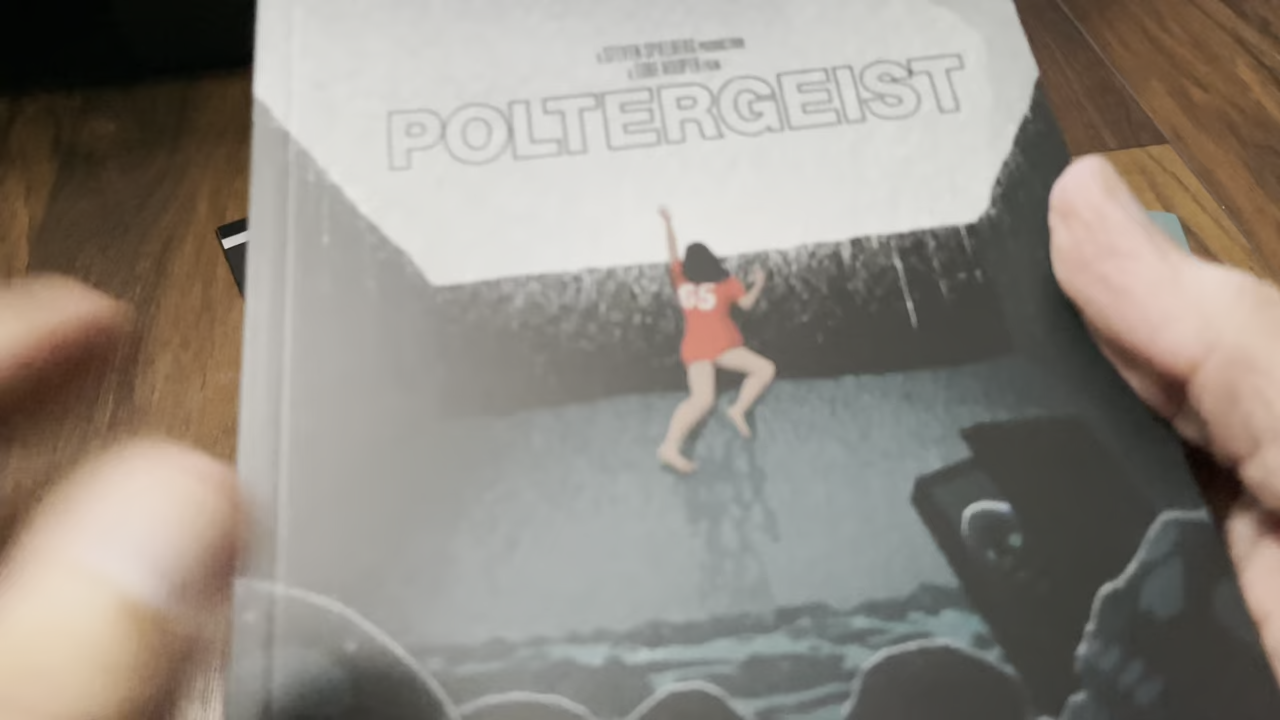 A STEVEN SPIELBERG PRODUCTION
A TOBE HOOPER FILM
POLTERGEIST
65